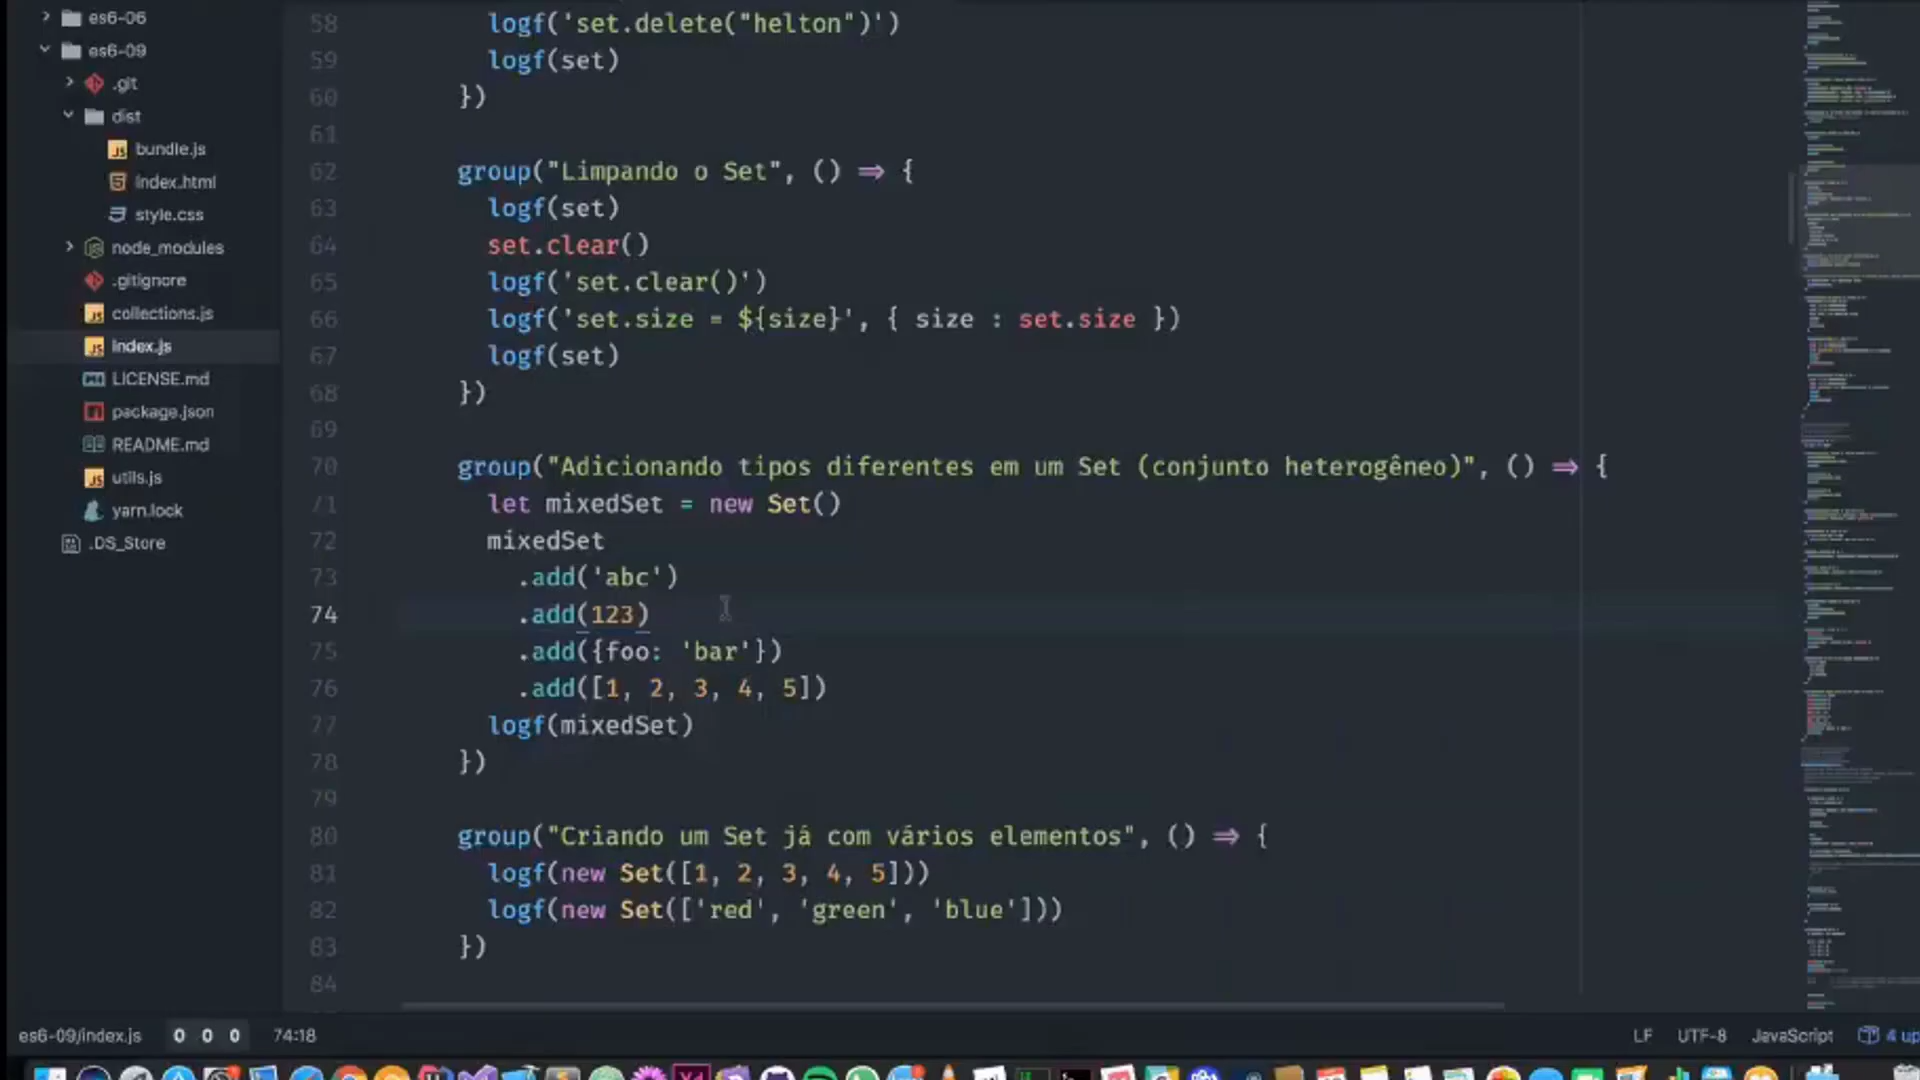 es6-06
es6-09
.git
dist
bundle.js
index.html
style.css
node_modules
.gitignore
collections.js
index.js
LICENSE.md
package.json
README.md
utils.js
yarn.lock
.DS_Store
58 logf('set.delete("helton")')
59 logf(set)
60 })
61
62 group("Limpando o Set", () => {
63 logf(set)
64 set.clear()
65 logf('set.clear()')
66 logf('set.size = ${size}', { size : set.size })
67 logf(set)
68 })
69
70 group("Adicionando tipos diferentes em um Set (conjunto heterogêneo)", () => {
71 let mixedSet = new Set()
72 mixedSet
73 .add('abc')
74 .add(123)
75 .add({foo: 'bar'})
76 .add([1, 2, 3, 4, 5])
77 logf(mixedSet)
78 })
79
80 group("Criando um Set já com vários elementos", () => {
81 logf(new Set([1, 2, 3, 4, 5]))
82 logf(new Set(['red', 'green', 'blue']))
83 })
84
es6-09/index.js 0 0 0 74:18 LF UTF-8 JavaScript 4 up